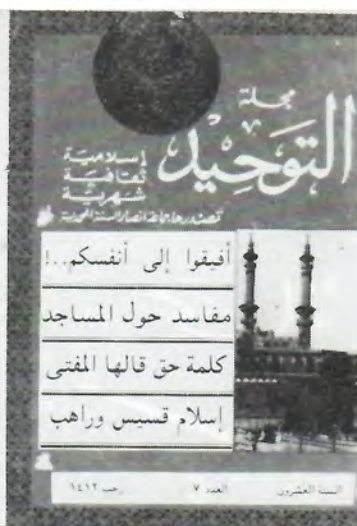 مجلة
التوحيد
إسلامية
ثقافية
شهرية
تصدرها جماعة أنصار السنة المحمدية
أفيقوا إلى أنفسكم..!
مفاسد حول المساجد
كلمة حق قالها المفتى
إسلام قسيس وراهب
السنة العشرون العدد ٧ رجب ١٤١٢